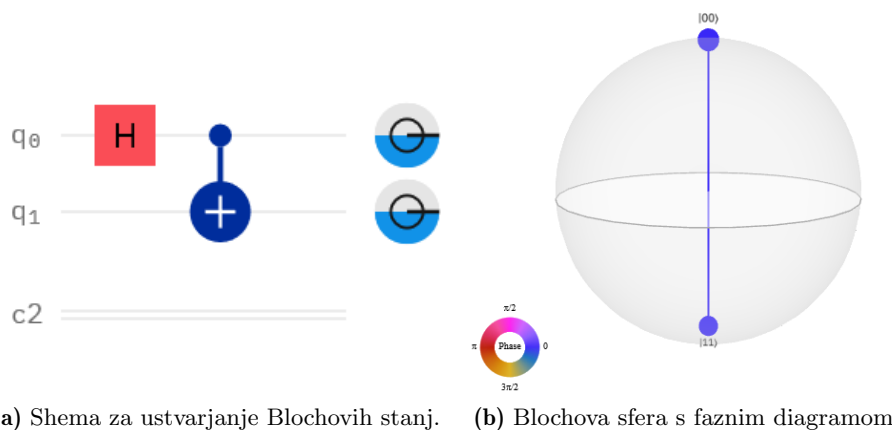 |00⟩
q₀ H
q₁
c2
π/2
π Phase 0
3π/2
|11⟩
a) Shema za ustvarjanje Blochovih stanj.
(b) Blochova sfera s faznim diagramom